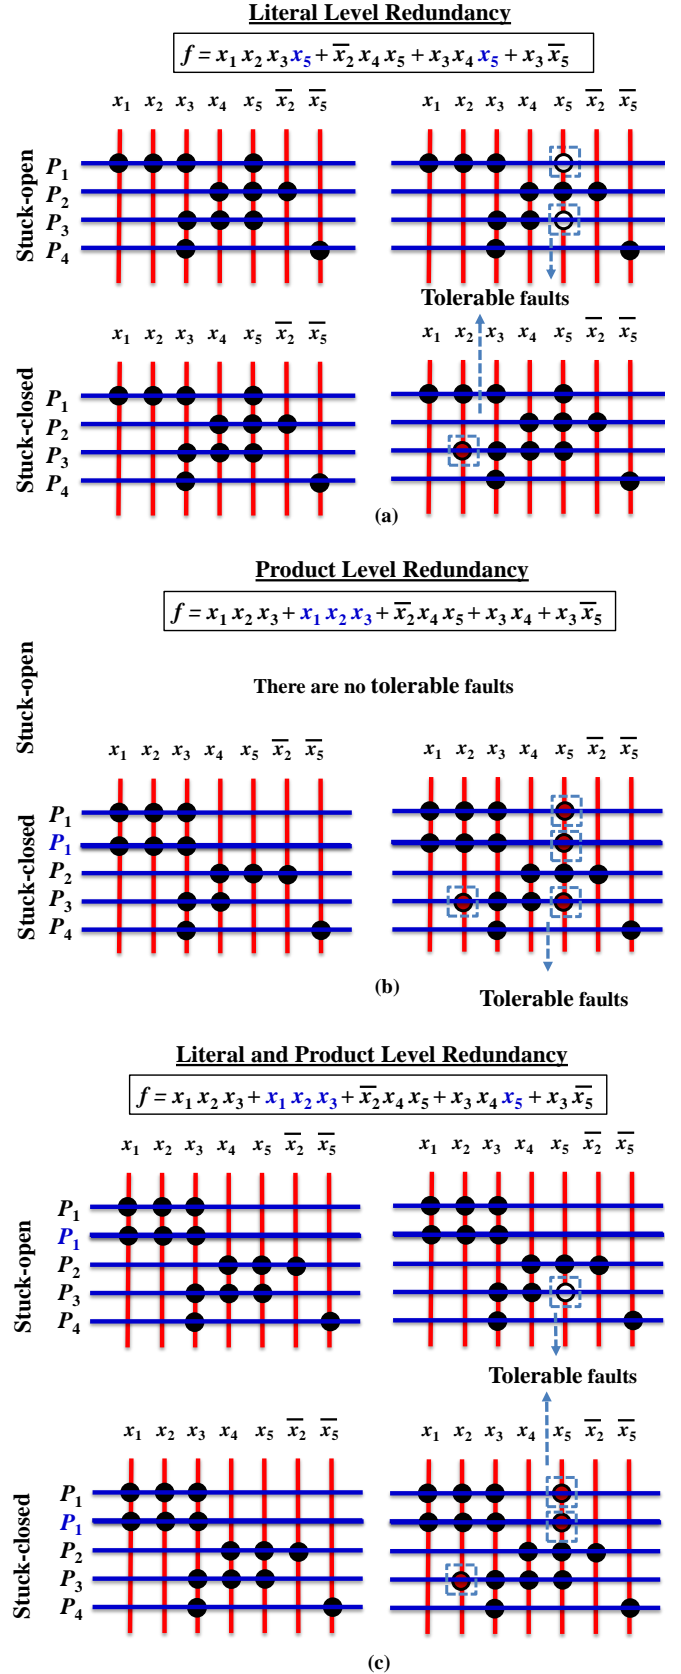 Literal Level Redundancy
f = x₁ x₂ x₃ x₅ + x̅₂ x₄ x₅ + x₃ x₄ x₅ + x₃ x̅₅
x₁ x₂ x₃ x₄ x₅ x̅₂ x̅₅
x₁ x₂ x₃ x₄ x₅ x̅₂ x̅₅
Stuck-open
P₁
P₂
P₃
P₄
Tolerable faults
x₁ x₂ x₃ x₄ x₅ x̅₂ x̅₅
x₁ x₂ x₃ x₄ x₅ x̅₂ x̅₅
Stuck-closed
P₁
P₂
P₃
P₄
(a)
Product Level Redundancy
f = x₁ x₂ x₃ + x₁ x₂ x₃ + x̅₂ x₄ x₅ + x₃ x₄ + x₃ x̅₅
Stuck-open
There are no tolerable faults
x₁ x₂ x₃ x₄ x₅ x̅₂ x̅₅
x₁ x₂ x₃ x₄ x₅ x̅₂ x̅₅
Stuck-closed
P₁
P₁
P₂
P₃
P₄
(b)
Tolerable faults
Literal and Product Level Redundancy
f = x₁ x₂ x₃ + x₁ x₂ x₃ + x̅₂ x₄ x₅ + x₃ x₄ x₅ + x₃ x̅₅
x₁ x₂ x₃ x₄ x₅ x̅₂ x̅₅
x₁ x₂ x₃ x₄ x₅ x̅₂ x̅₅
Stuck-open
P₁
P₁
P₂
P₃
P₄
Tolerable faults
x₁ x₂ x₃ x₄ x₅ x̅₂ x̅₅
x₁ x₂ x₃ x₄ x₅ x̅₂ x̅₅
Stuck-closed
P₁
P₁
P₂
P₃
P₄
(c)